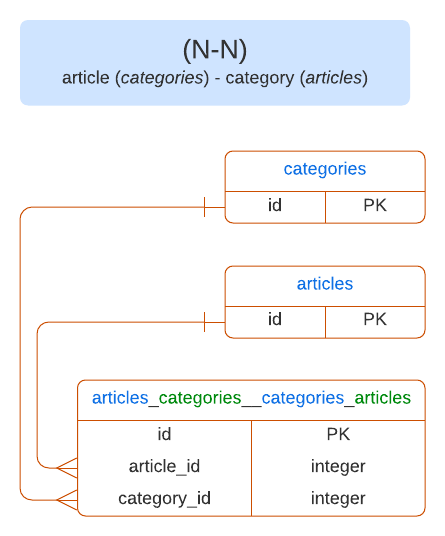 (N-N)
article (categories) - category (articles)
categories
id PK
articles
id PK
articles_categories__categories_articles
id PK
article_id integer
category_id integer